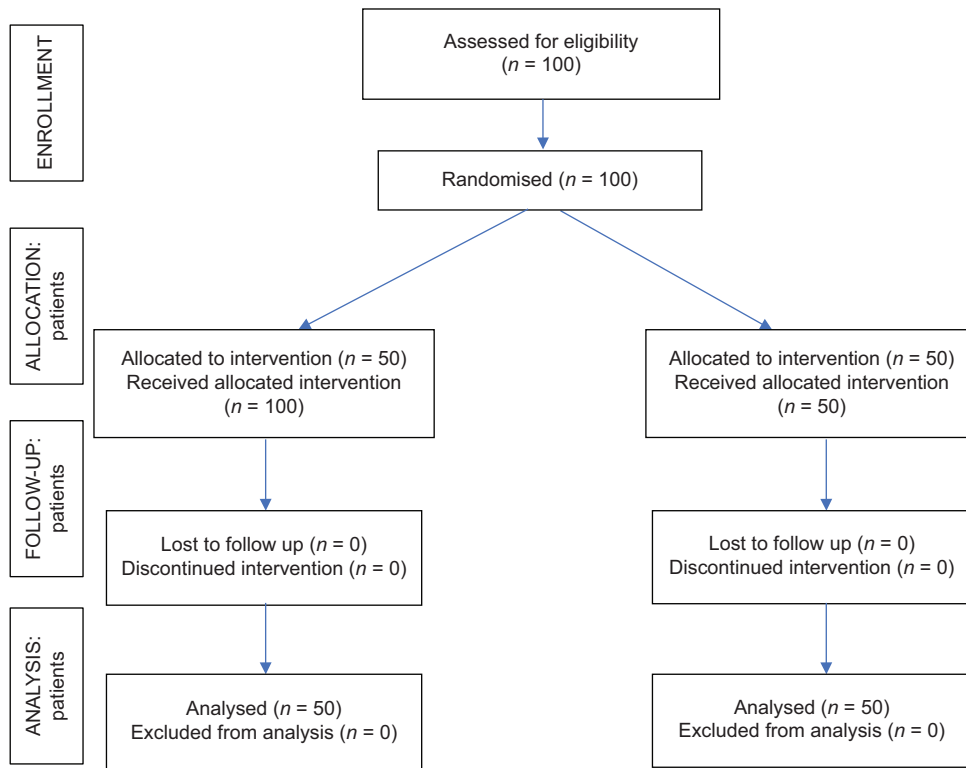 ENROLLMENT
Assessed for eligibility
(n = 100)
Randomised (n = 100)
ALLOCATION:
patients
Allocated to intervention (n = 50)
Received allocated intervention
(n = 100)
Allocated to intervention (n = 50)
Received allocated intervention
(n = 50)
FOLLOW-UP:
patients
Lost to follow up (n = 0)
Discontinued intervention (n = 0)
Lost to follow up (n = 0)
Discontinued intervention (n = 0)
ANALYSIS:
patients
Analysed (n = 50)
Excluded from analysis (n = 0)
Analysed (n = 50)
Excluded from analysis (n = 0)